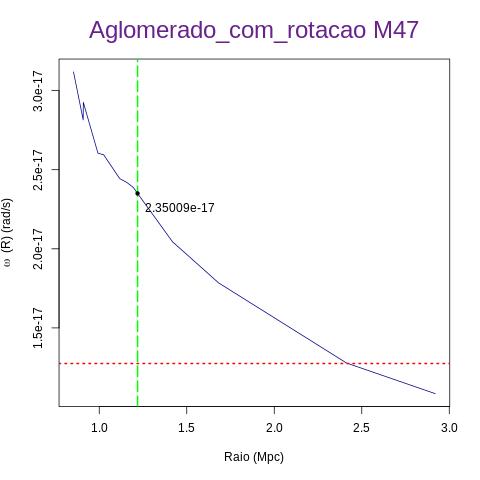 Aglomerado_com_rotacao M47
3.0e-17
2.5e-17
2.0e-17
1.5e-17
ω (R) (rad/s)
2.35009e-17
1.0 1.5 2.0 2.5 3.0
Raio (Mpc)